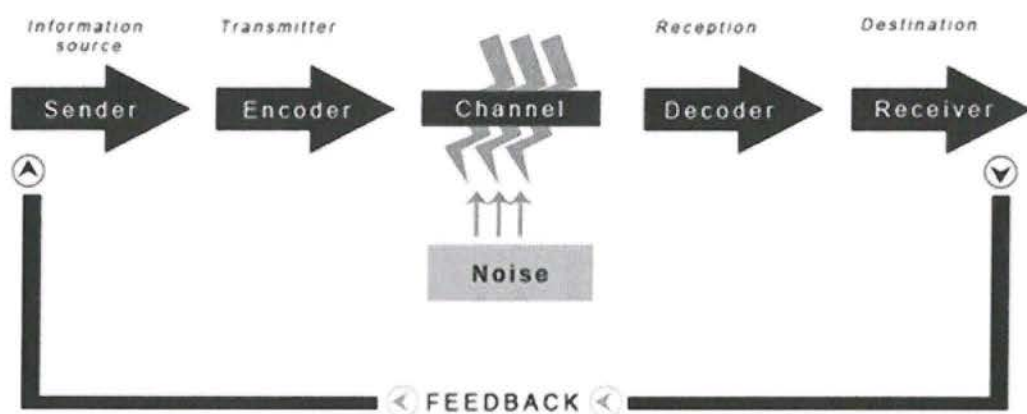 Information source
Transmitter
Reception
Destination
Sender
Encoder
Channel
Decoder
Receiver
Noise
FEEDBACK